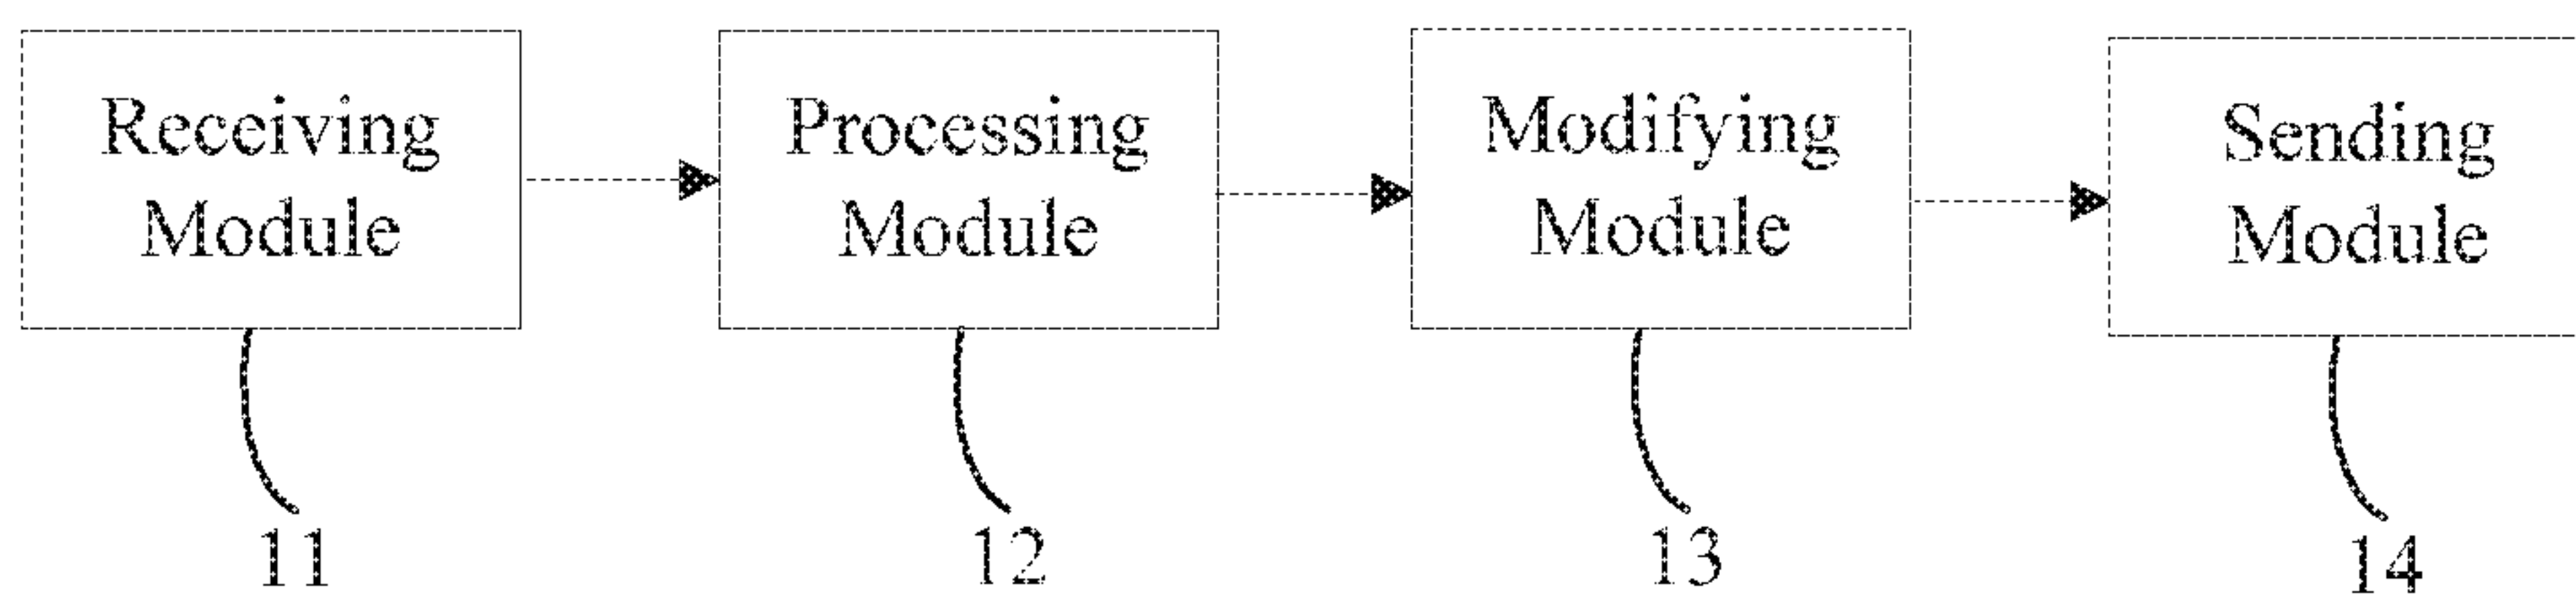 Receiving
Module
Processing
Module
Modifying
Module
Sending
Module
11
12
13
14